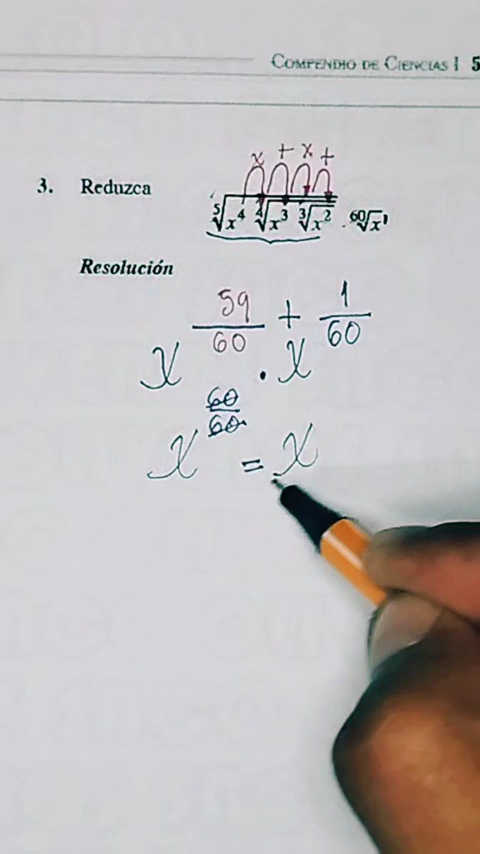 COMPENDIO DE CIENCIAS I 5
x + x +
3. Reduzca ⁵√(x⁴ ⁴√(x³ ³√(x²))) . ⁶⁰√x¹
Resolución
x^(59/60) + (1/60)
. x
x^(60/60) = x